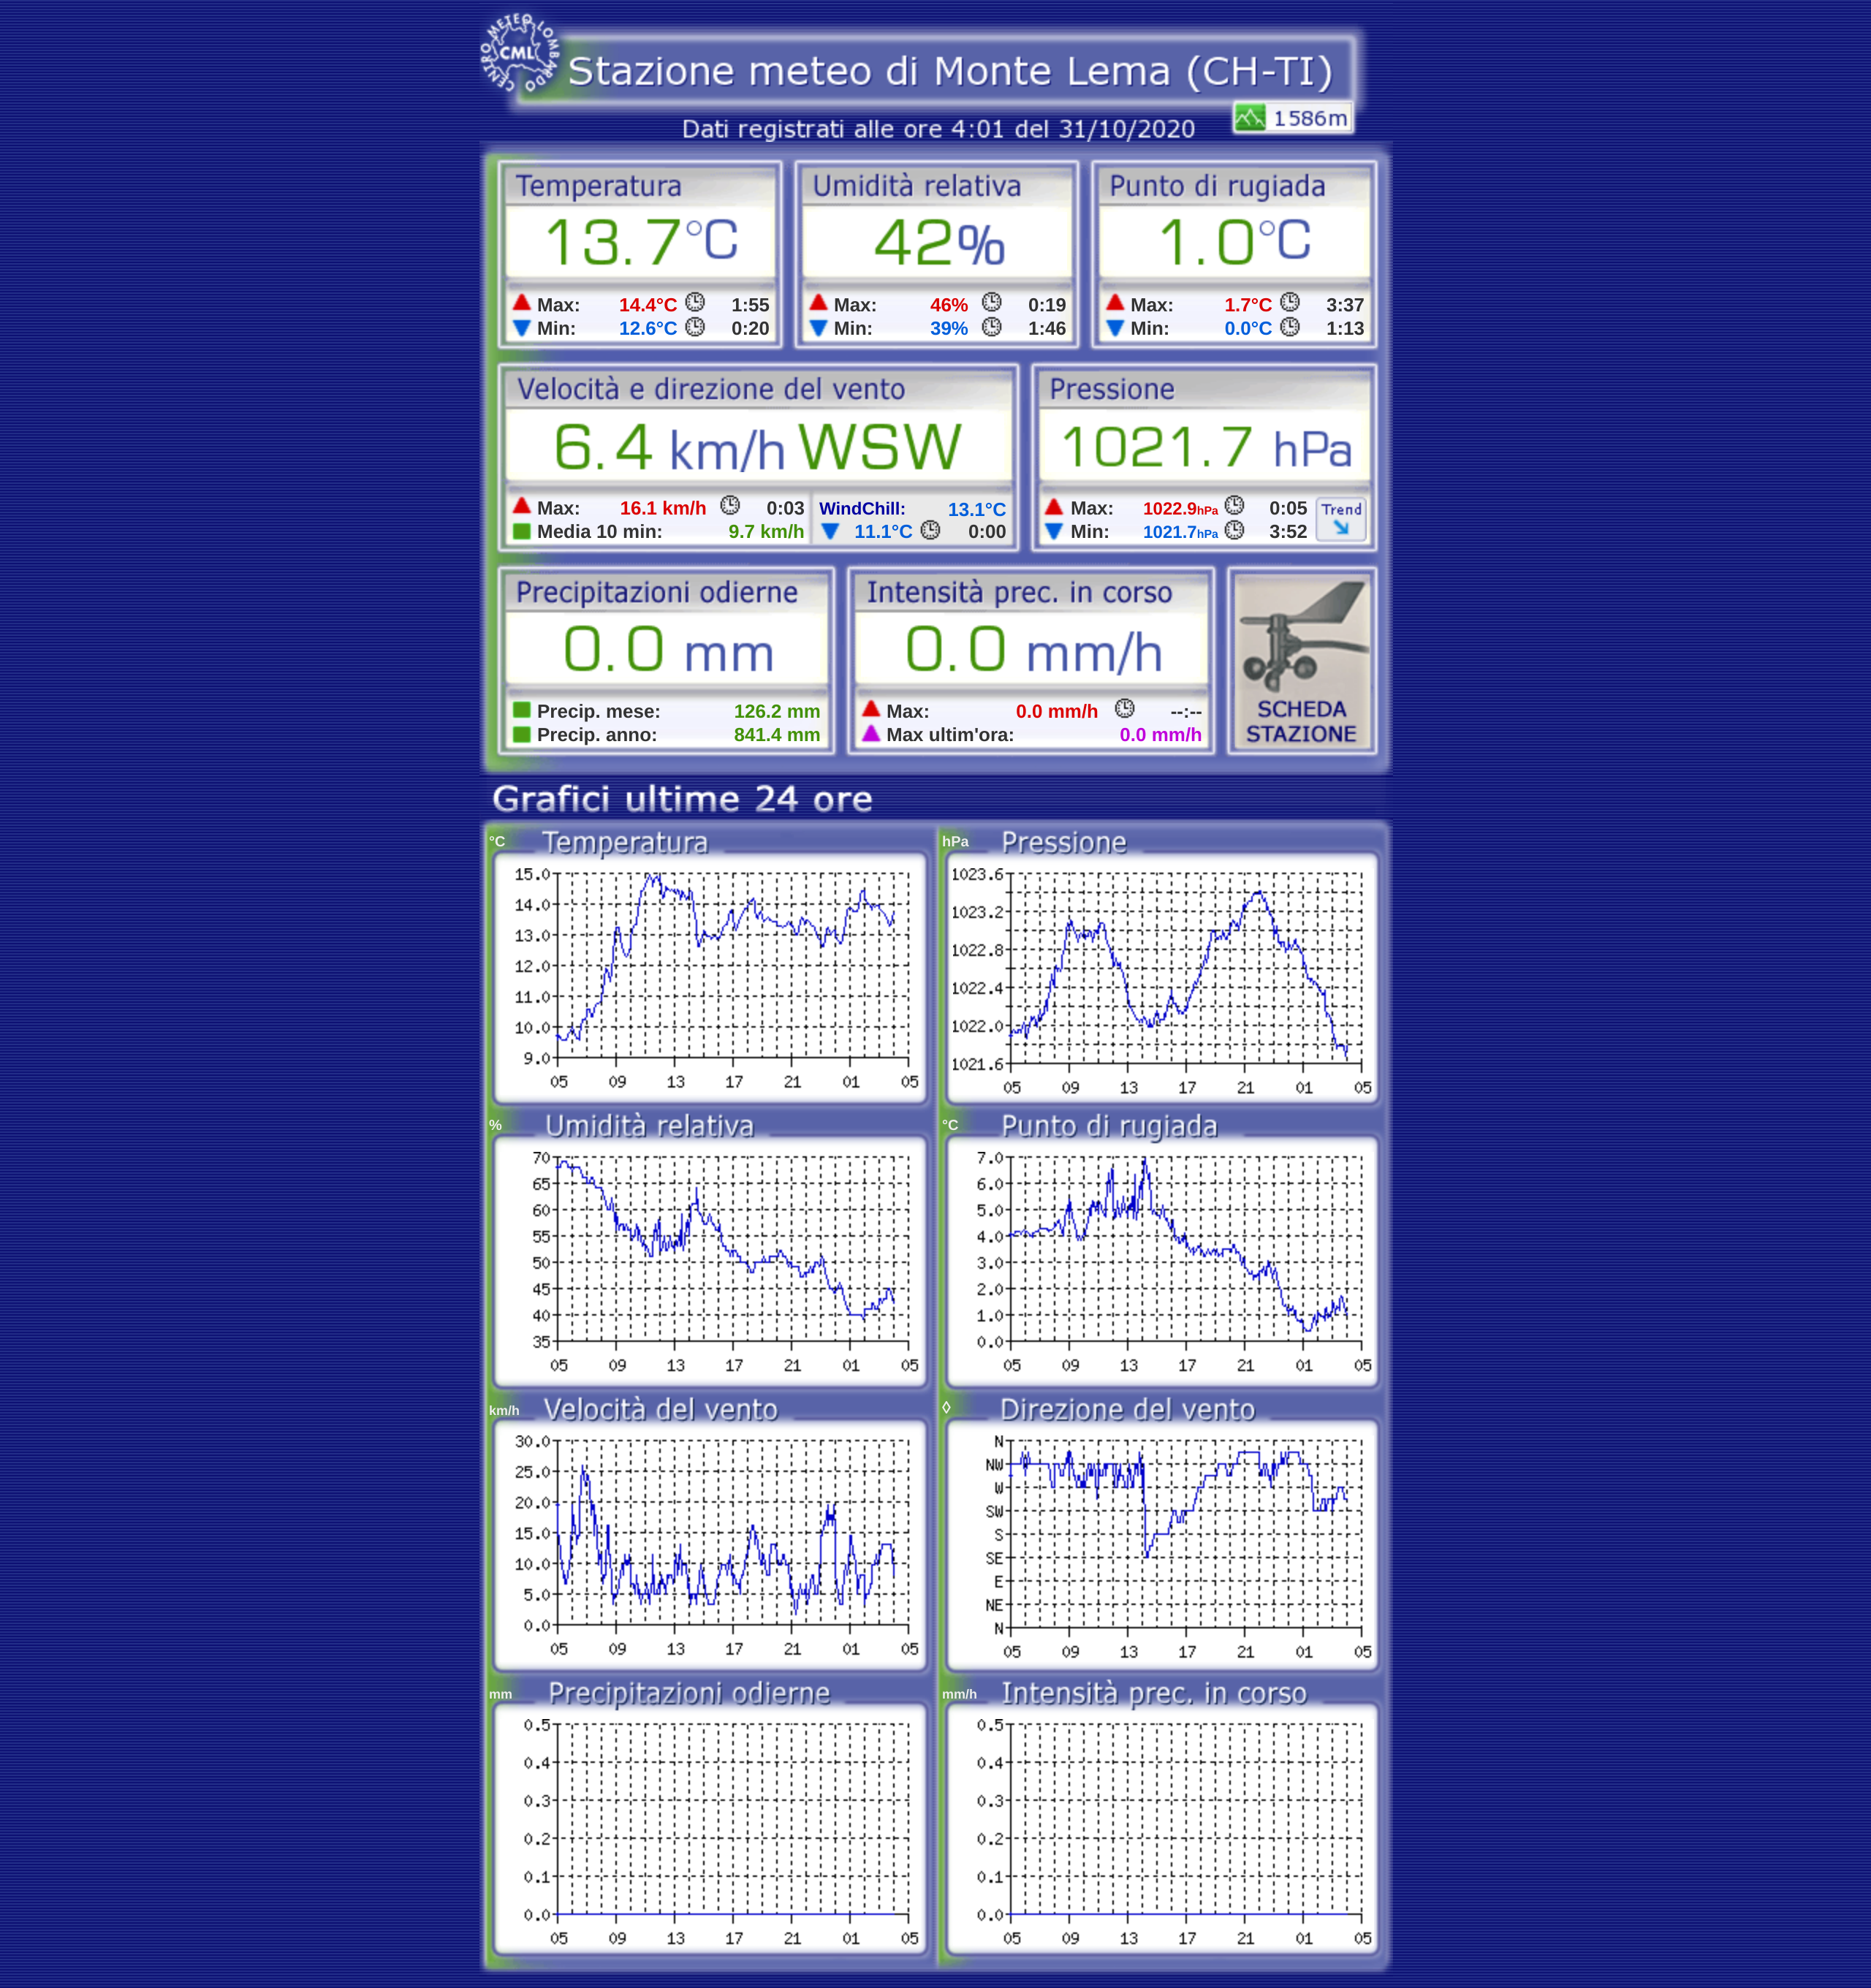 CENTRO METEO LOMBARDO
CML
Stazione meteo di Monte Lema (CH-TI)
1586m
Dati registrati alle ore 4:01 del 31/10/2020
Temperatura Umidità relativa Punto di rugiada
13.7°C 42% 1.0°C
Max: 14.4°C 1:55 Max: 46% 0:19 Max: 1.7°C 3:37
Min: 12.6°C 0:20 Min: 39% 1:46 Min: 0.0°C 1:13
Velocità e direzione del vento Pressione
6.4 km/h WSW 1021.7 hPa
Max: 16.1 km/h 0:03 WindChill: 13.1°C Max: 1022.9hPa 0:05 Trend
Media 10 min: 9.7 km/h 11.1°C 0:00 Min: 1021.7hPa 3:52
Precipitazioni odierne Intensità prec. in corso
0.0 mm 0.0 mm/h
Precip. mese: 126.2 mm Max: 0.0 mm/h --:-- SCHEDA
Precip. anno: 841.4 mm Max ultim'ora: 0.0 mm/h STAZIONE
Grafici ultime 24 ore
°C Temperatura
15.0
14.0
13.0
12.0
11.0
10.0
9.0
05 09 13 17 21 01 05
hPa Pressione
1023.6
1023.2
1022.8
1022.4
1022.0
1021.6
05 09 13 17 21 01 05
% Umidità relativa
70
65
60
55
50
45
40
35
05 09 13 17 21 01 05
°C Punto di rugiada
7.0
6.0
5.0
4.0
3.0
2.0
1.0
0.0
05 09 13 17 21 01 05
km/h Velocità del vento
30.0
25.0
20.0
15.0
10.0
5.0
0.0
05 09 13 17 21 01 05
◊ Direzione del vento
N
NW
W
SW
S
SE
E
NE
N
05 09 13 17 21 01 05
mm Precipitazioni odierne
0.5
0.4
0.3
0.2
0.1
0.0
05 09 13 17 21 01 05
mm/h Intensità prec. in corso
0.5
0.4
0.3
0.2
0.1
0.0
05 09 13 17 21 01 05